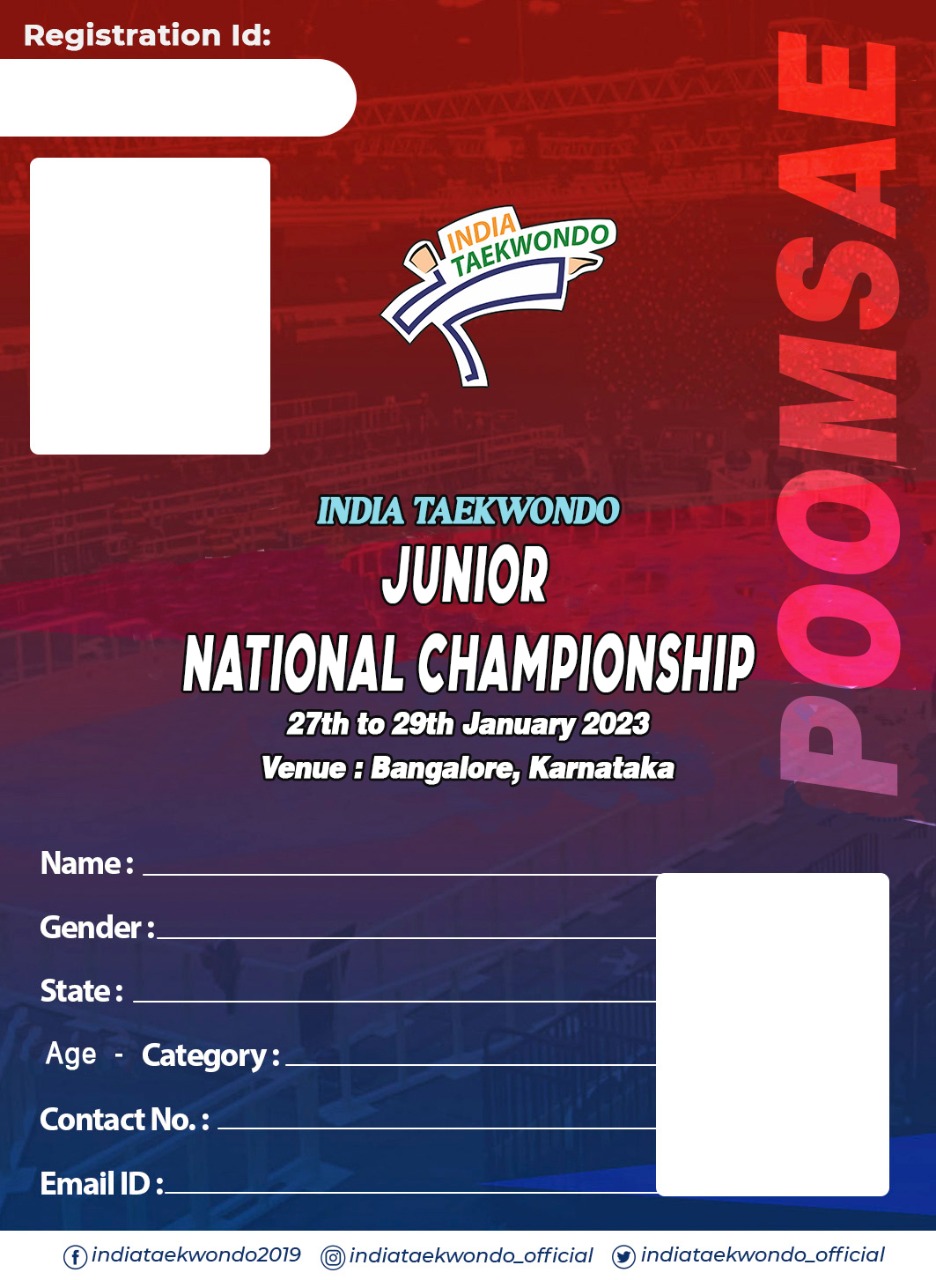 Registration Id:
POOMSAE
INDIA
TAEKWONDO
INDIA TAEKWONDO
JUNIOR
NATIONAL CHAMPIONSHIP
27th to 29th January 2023
Venue : Bangalore, Karnataka
Name :
Gender :
State :
Age - Category :
Contact No. :
Email ID :
indiataekwondo2019 indiataekwondo_official indiataekwondo_official